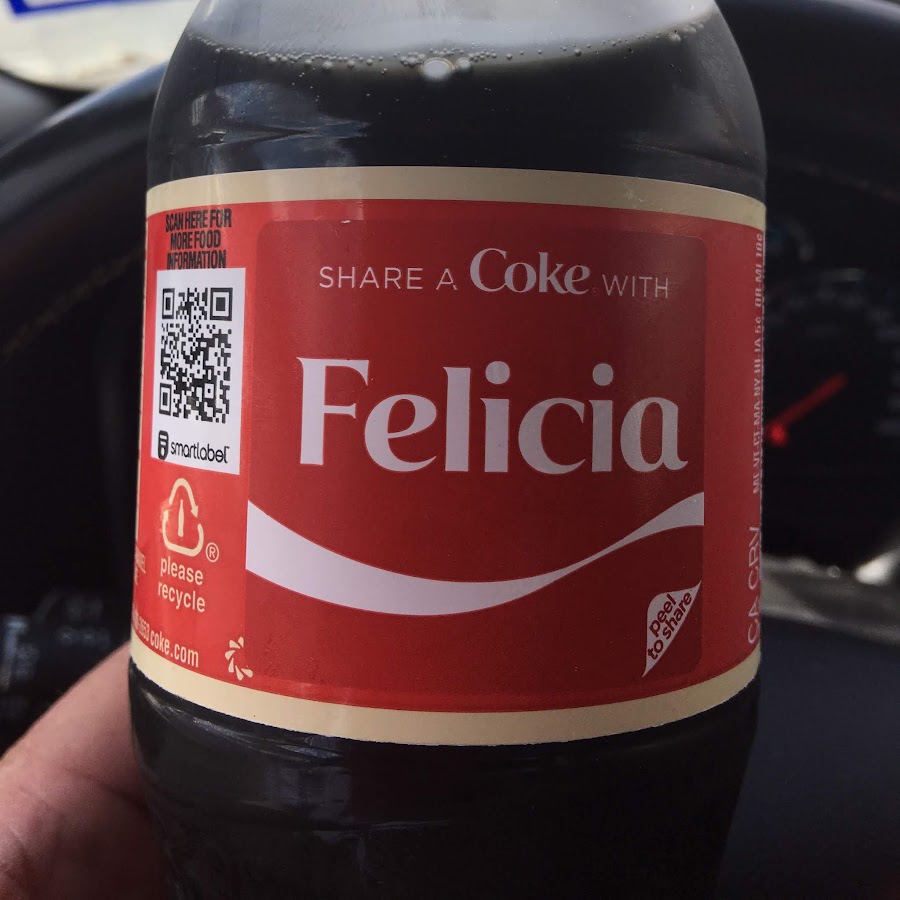 SCAN HERE FOR
MORE FOOD
INFORMATION
smartlabel™
®
please
recycle
coke.com
SHARE A Coke WITH
Felicia
peel
to share
CA CRV